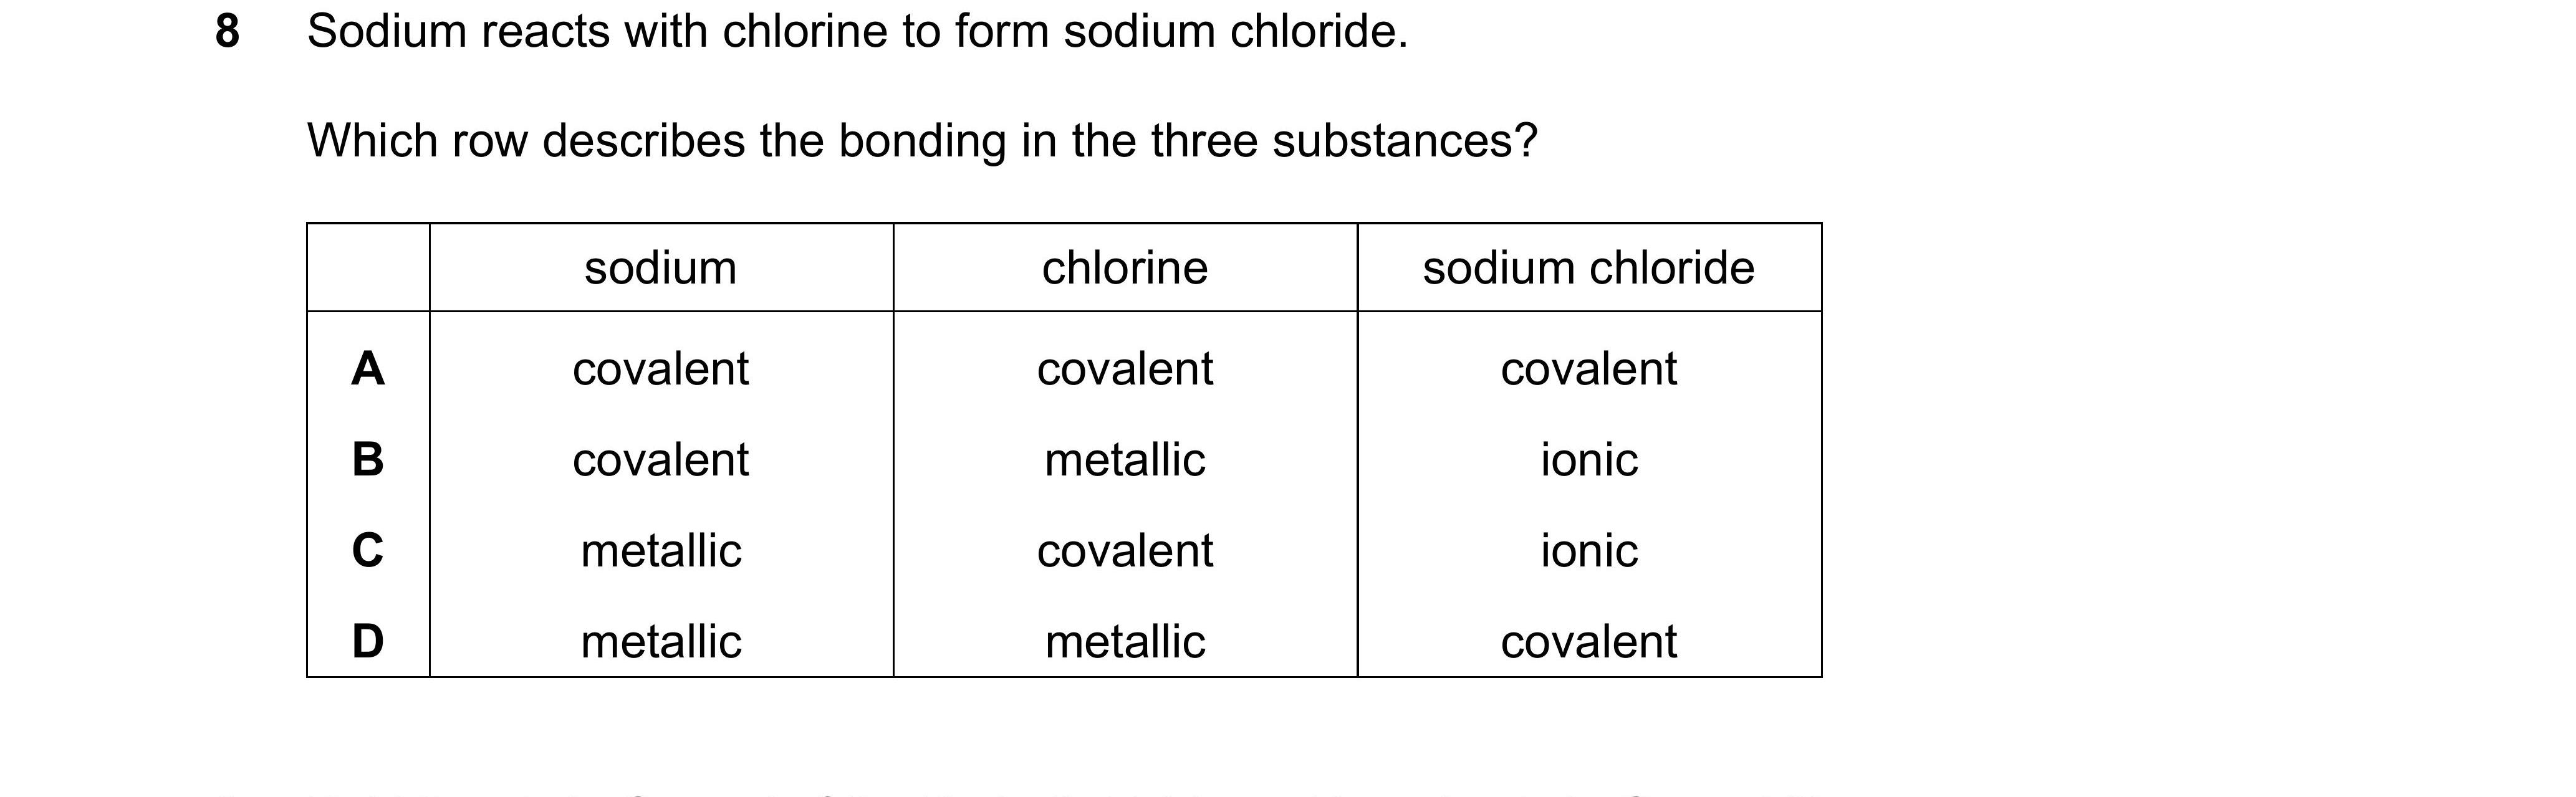 8 Sodium reacts with chlorine to form sodium chloride.
Which row describes the bonding in the three substances?
sodium chlorine sodium chloride
A covalent covalent covalent
B covalent metallic ionic
C metallic covalent ionic
D metallic metallic covalent